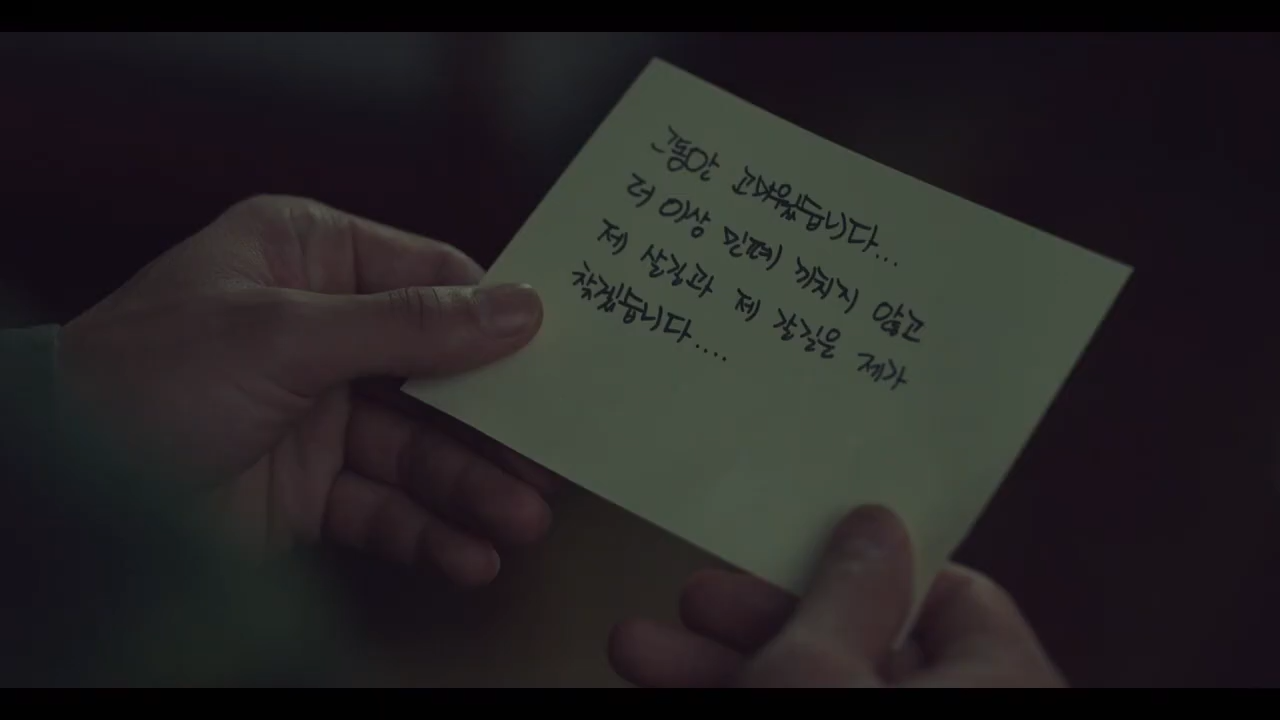 그동안 고마웠습니다...
더 이상 민폐 끼치지 않고
제 살길과 제 갈길은 제가
찾겠습니다....